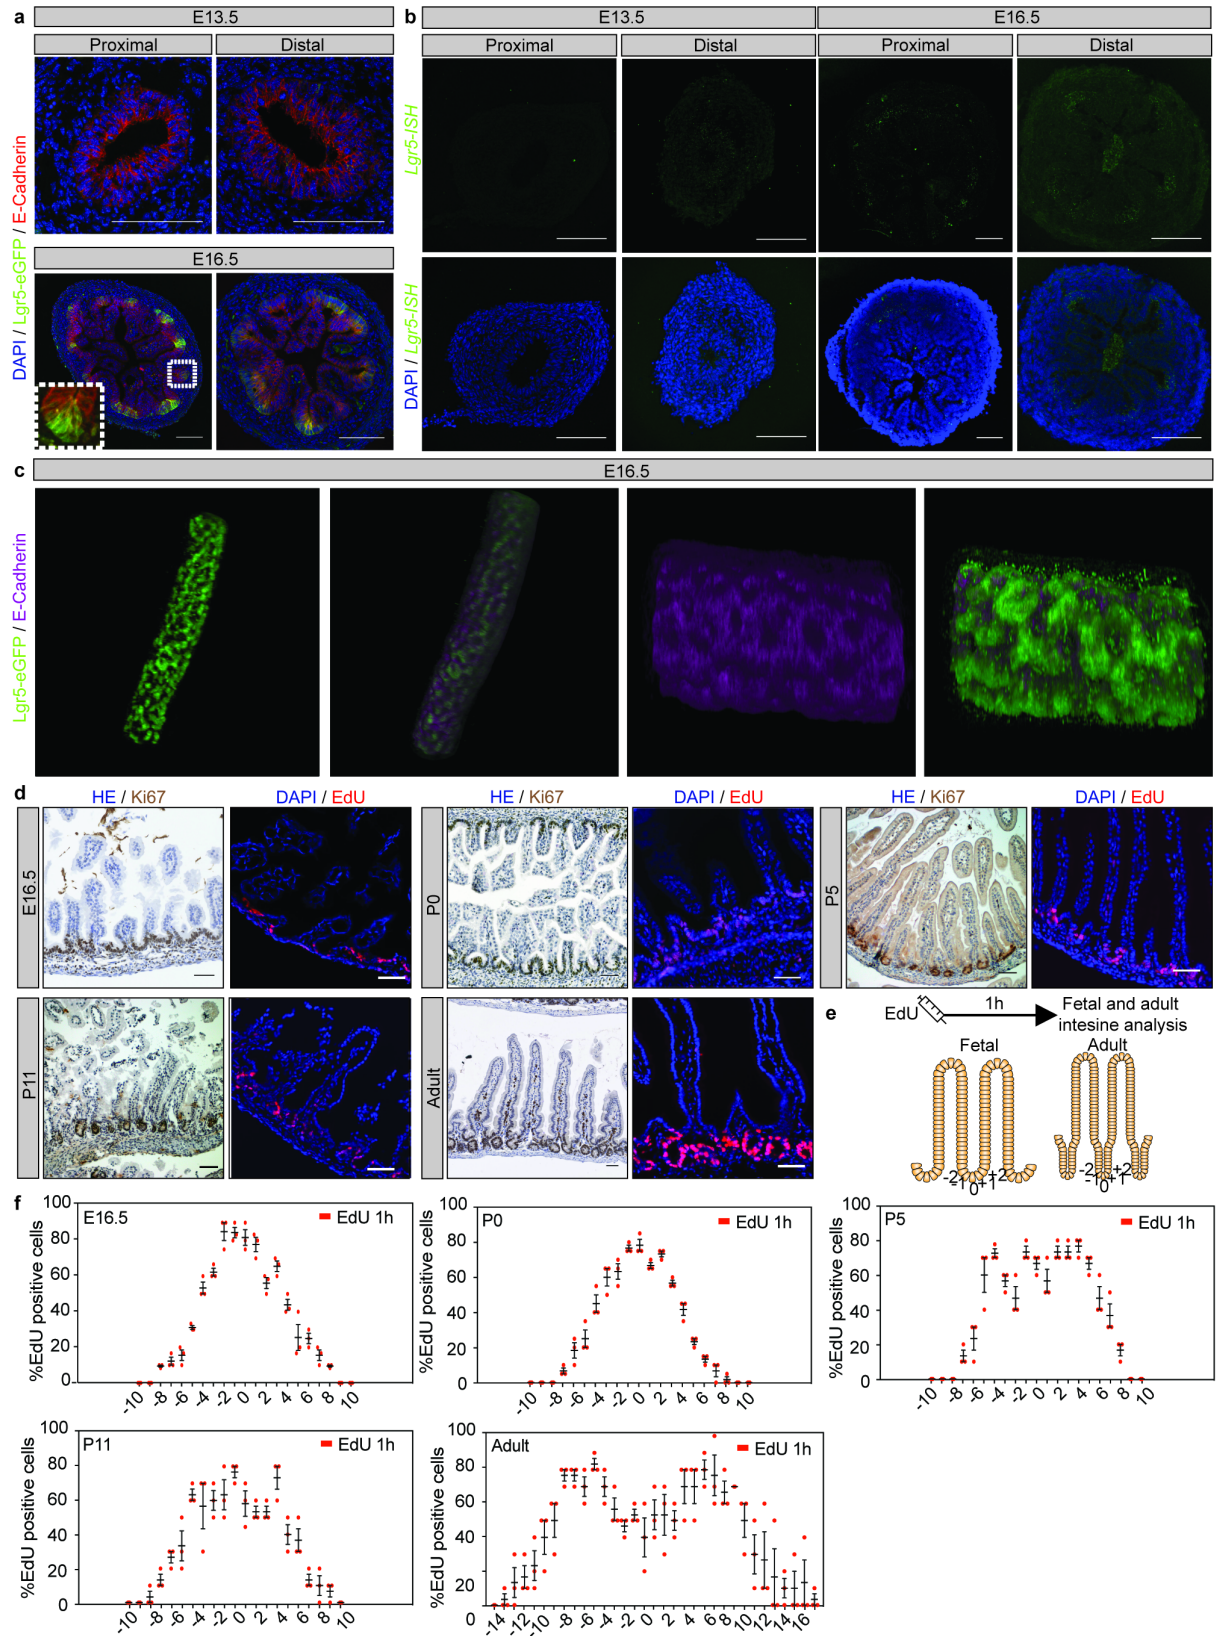 a
E13.5
Proximal
Distal
E16.5
DAPI / Lgr5-eGFP / E-Cadherin
b
E13.5
E16.5
Proximal
Distal
Proximal
Distal
Lgr5-ISH
DAPI / Lgr5-ISH
c
E16.5
Lgr5-eGFP / E-Cadherin
d
HE / Ki67
DAPI / EdU
HE / Ki67
DAPI / EdU
HE / Ki67
DAPI / EdU
E16.5
P0
P5
P11
Adult
e
EdU
1h
Fetal and adult
intesine analysis
Fetal
Adult
-2 -1 0 +1 +2
-2 -1 0 +1 +2
f
E16.5
EdU 1h
%EdU positive cells
100
80
60
40
20
0
-10 -8 -6 -4 -2 0 2 4 6 8 10
P0
EdU 1h
%EdU positive cells
100
80
60
40
20
0
-10 -8 -6 -4 -2 0 2 4 6 8 10
P5
EdU 1h
%EdU positive cells
100
80
60
40
20
0
-10 -8 -6 -4 -2 0 2 4 6 8 10
P11
EdU 1h
%EdU positive cells
100
80
60
40
20
0
-10 -8 -6 -4 -2 0 2 4 6 8 10
Adult
EdU 1h
%EdU positive cells
100
80
60
40
20
0
-14 -12 -10 -8 -6 -4 -2 0 2 4 6 8 10 12 14 16 18